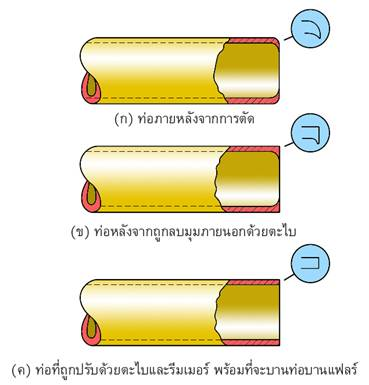 (ก) ท่อภายหลังจากการตัด
(ข) ท่อหลังจากถูกลบมุมภายนอกด้วยตะไบ
(ค) ท่อที่ถูกปรับด้วยตะไบและรีมเมอร์ พร้อมที่จะบานท่อบานแฟลร์